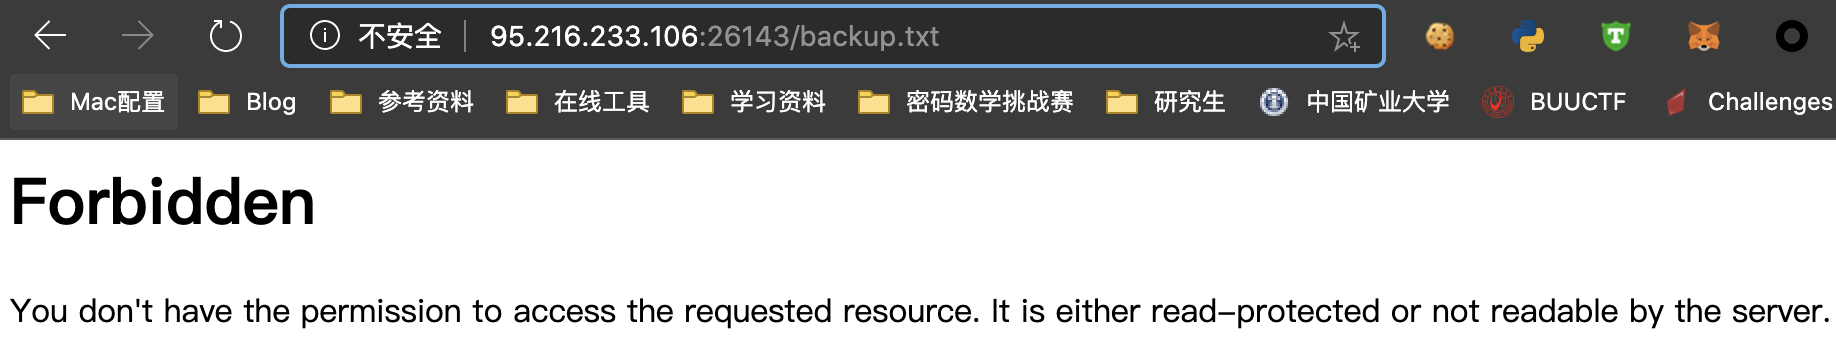 不安全 95.216.233.106:26143/backup.txt
Mac配置 Blog 参考资料 在线工具 学习资料 密码数学挑战赛 研究生 中国矿业大学 BUUCTF Challenges
Forbidden
You don't have the permission to access the requested resource. It is either read-protected or not readable by the server.